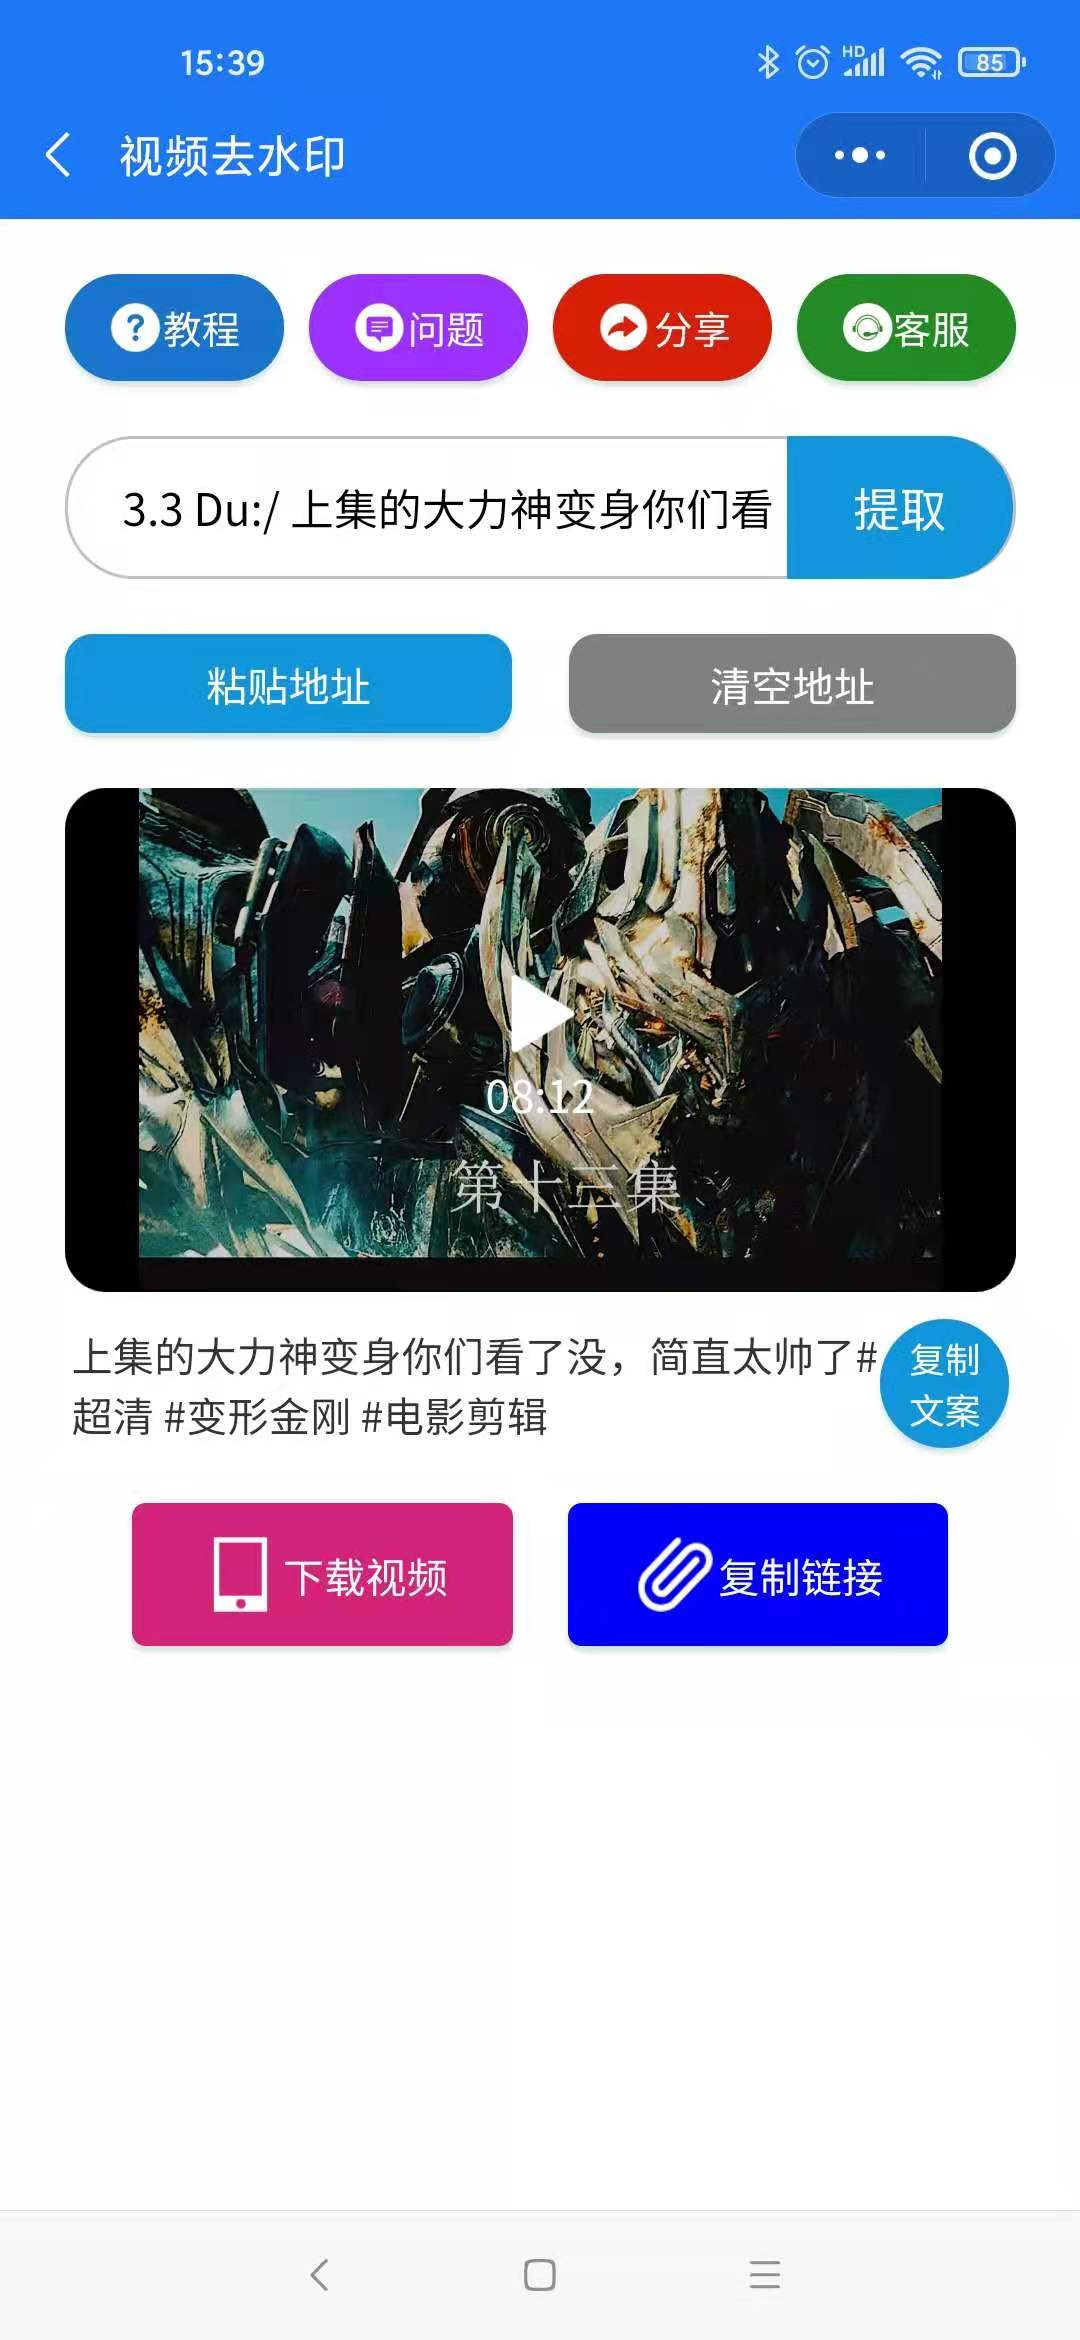 15:39
HD
85
视频去水印
教程
问题
分享
客服
3.3 Du:/ 上集的大力神变身你们看
提取
粘贴地址
清空地址
08:12
第十三集
上集的大力神变身你们看了没，简直太帅了#
超清 #变形金刚 #电影剪辑
复制
文案
下载视频
复制链接